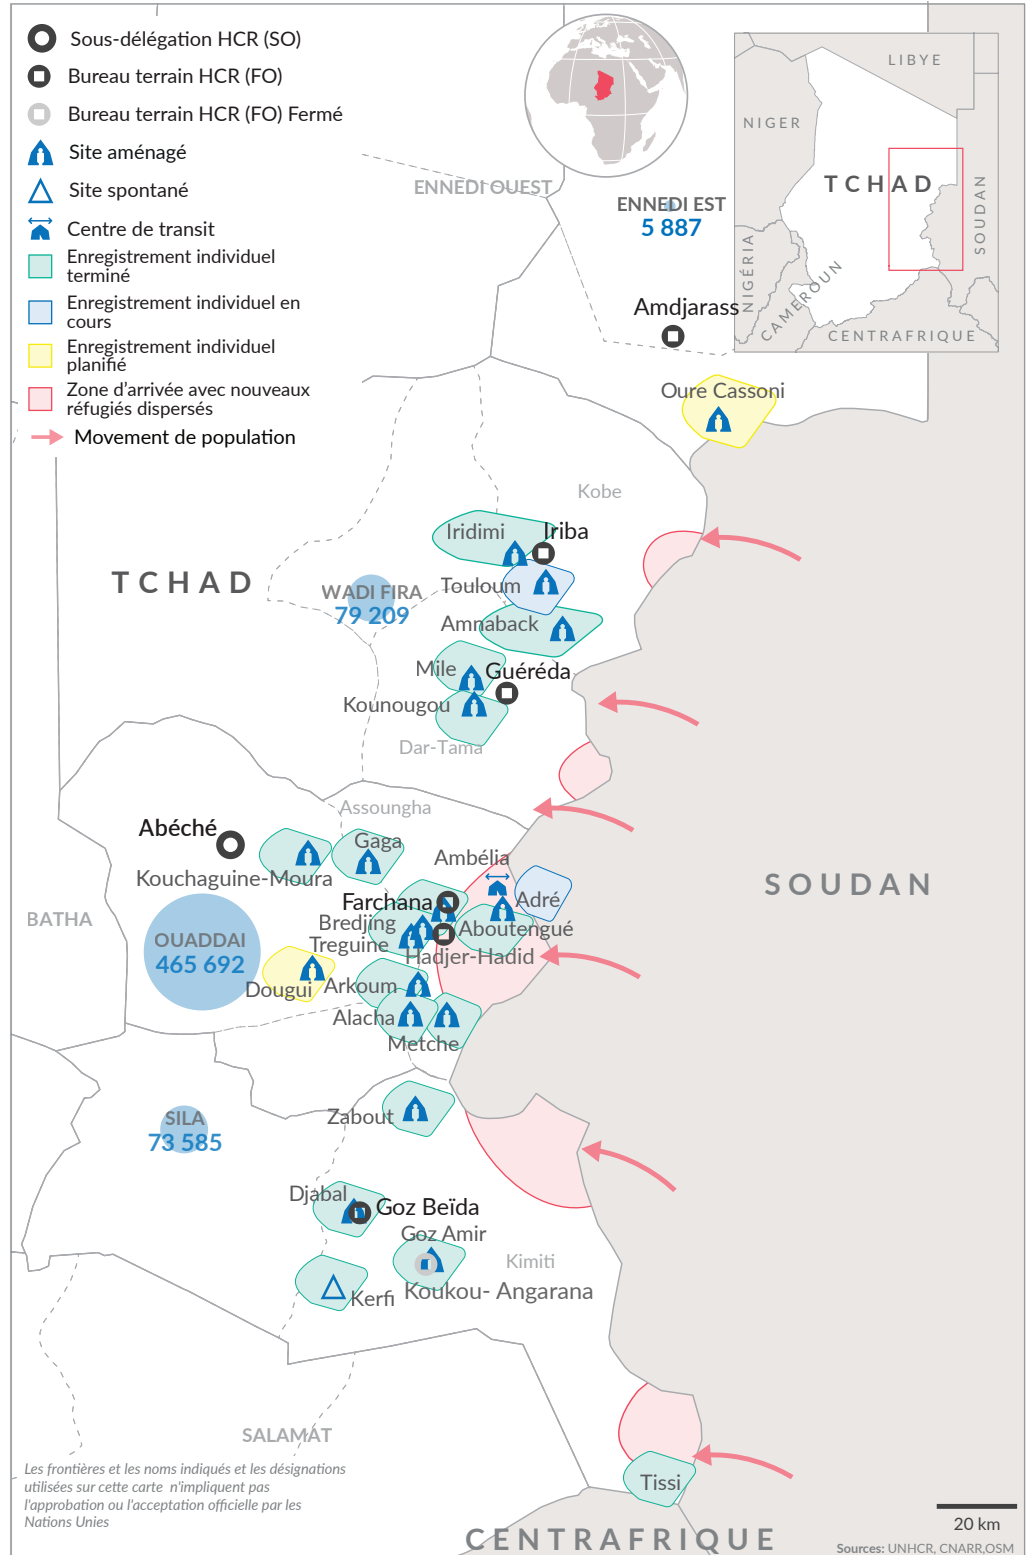 Sous-délégation HCR (SO)
Bureau terrain HCR (FO)
Bureau terrain HCR (FO) Fermé
Site aménagé
Site spontané
Centre de transit
Enregistrement individuel
terminé
Enregistrement individuel en
cours
Enregistrement individuel
planifié
Zone d'arrivée avec nouveaux
réfugiés dispersés
Movement de population
LIBYE
NIGER
TCHAD
SOUDAN
NIGÉRIA
CAMEROUN
CENTRAFRIQUE
ENNEDI OUEST
ENNEDI EST
5 887
Amdjarass
Oure Cassoni
Kobe
Iridimi
Iriba
TCHAD
WADI FIRA
79 209
Touloum
Amnaback
Mile
Guéréda
Kounougou
Dar-Tama
Assoungha
Abéché
Gaga
Ambélia
Kouchaguine-Moura
SOUDAN
Farchana
Adré
BATHA
Bredjing
Aboutengué
OUADDAI
465 692
Treguine
Hadjer-Hadid
Dougui
Arkoum
Alacha
Metche
SILA
73 585
Zabout
Djabal
Goz Beïda
Goz Amir
Kimiti
Kerfi
Koukou- Angarana
SALAMAT
Les frontières et les noms indiqués et les désignations
utilisées sur cette carte n'impliquent pas
l'approbation ou l'acceptation officielle par les
Nations Unies
Tissi
20 km
CENTRAFRIQUE
Sources: UNHCR, CNARR,OSM